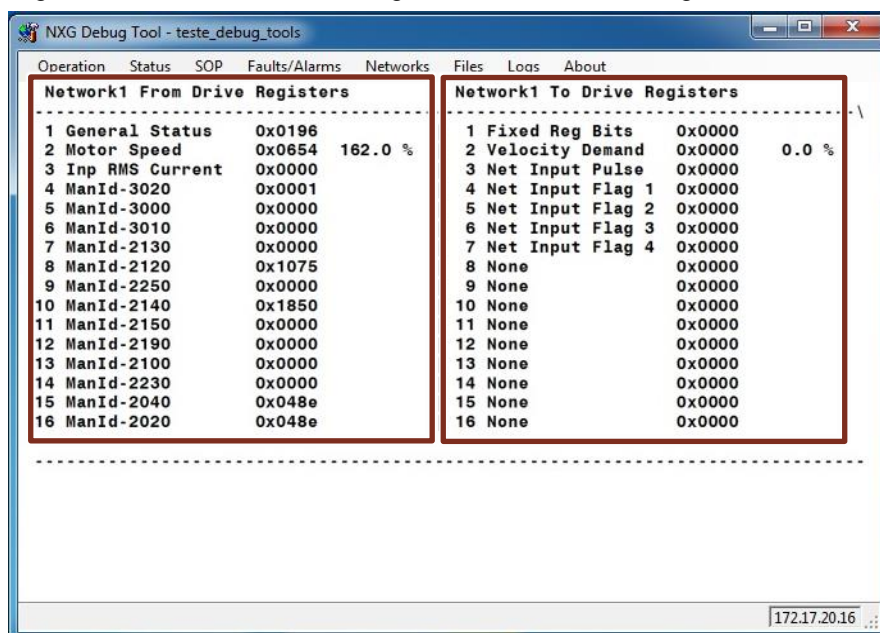 NXG Debug Tool - teste_debug_tools
Operation Status SOP Faults/Alarms Networks Files Logs About
Network1 From Drive Registers
1 General Status 0x0196
2 Motor Speed 0x0654 162.0 %
3 Inp RMS Current 0x0000
4 ManId-3020 0x0001
5 ManId-3000 0x0000
6 ManId-3010 0x0000
7 ManId-2130 0x0000
8 ManId-2120 0x1075
9 ManId-2250 0x0000
10 ManId-2140 0x1850
11 ManId-2150 0x0000
12 ManId-2190 0x0000
13 ManId-2100 0x0000
14 ManId-2230 0x0000
15 ManId-2040 0x048e
16 ManId-2020 0x048e
Network1 To Drive Registers
1 Fixed Reg Bits 0x0000
2 Velocity Demand 0x0000 0.0 %
3 Net Input Pulse 0x0000
4 Net Input Flag 1 0x0000
5 Net Input Flag 2 0x0000
6 Net Input Flag 3 0x0000
7 Net Input Flag 4 0x0000
8 None 0x0000
9 None 0x0000
10 None 0x0000
11 None 0x0000
12 None 0x0000
13 None 0x0000
14 None 0x0000
15 None 0x0000
16 None 0x0000
172.17.20.16